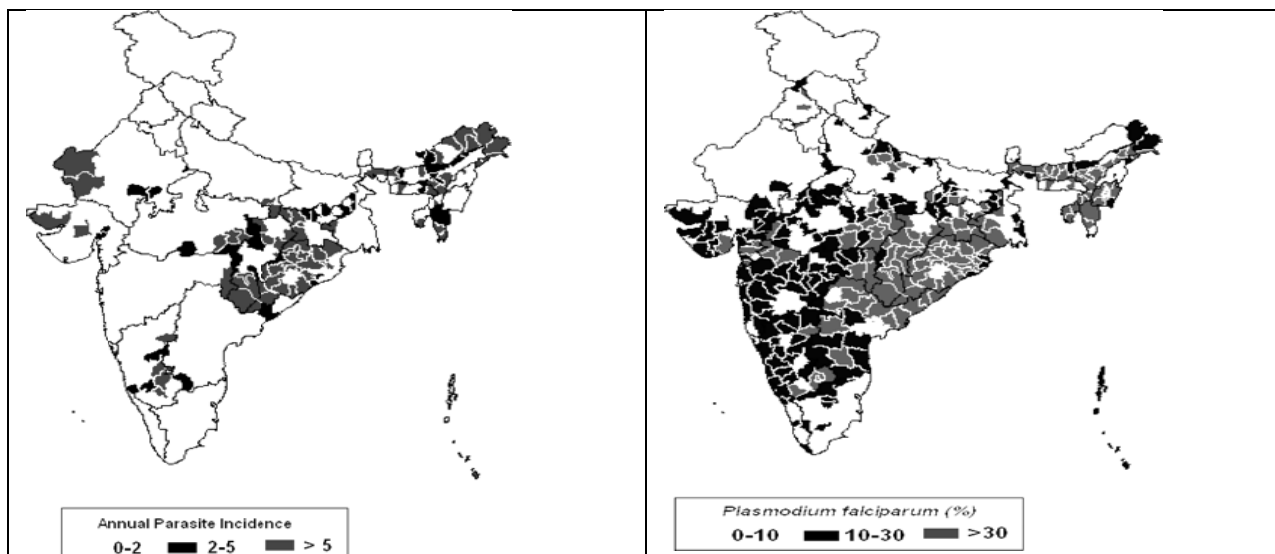 Annual Parasite Incidence
0-2 2-5 > 5
Plasmodium falciparum (%)
0-10 10-30 >30